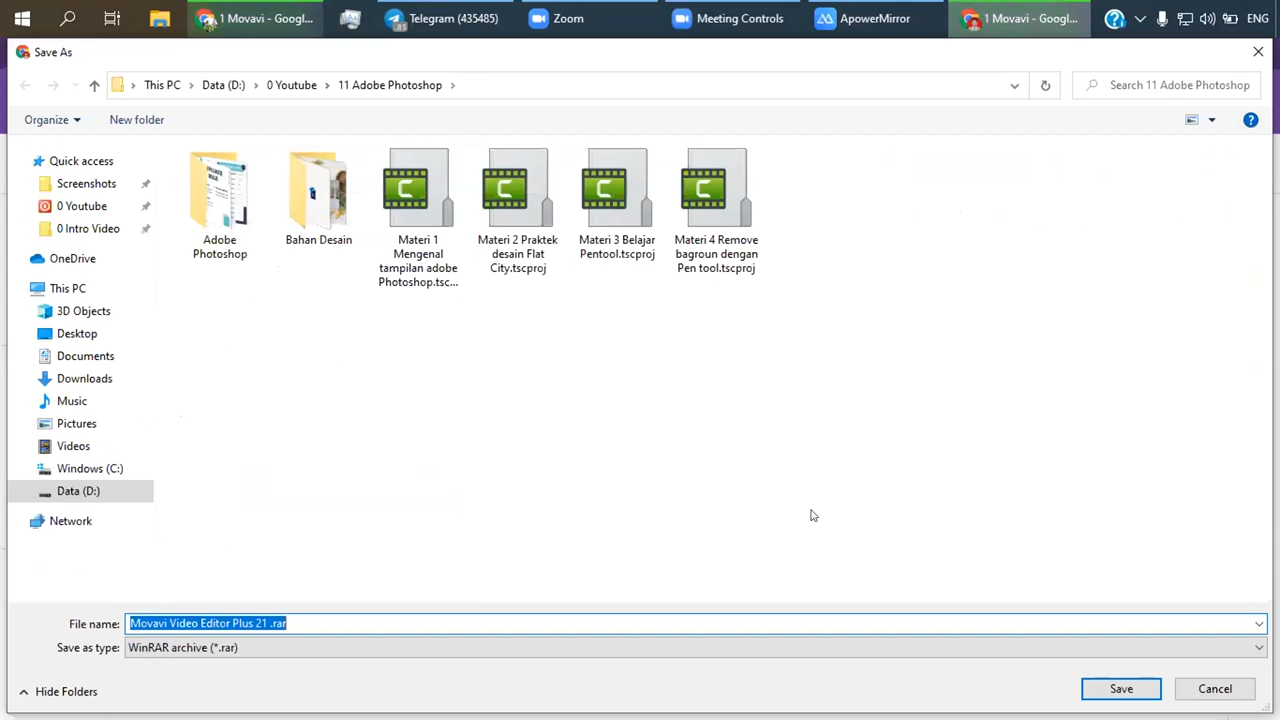 1 Movavi - Googl...
Telegram (435485)
Zoom
Meeting Controls
ApowerMirror
1 Movavi - Googl...
ENG
Save As
This PC
Data (D:)
0 Youtube
11 Adobe Photoshop
Search 11 Adobe Photoshop
Organize
New folder
Quick access
Screenshots
0 Youtube
0 Intro Video
OneDrive
This PC
3D Objects
Desktop
Documents
Downloads
Music
Pictures
Videos
Windows (C:)
Data (D:)
Network
Adobe
Photoshop
Bahan Desain
Materi 1
Mengenal
tampilan adobe
Photoshop.tsc...
Materi 2 Praktek
desain Flat
City.tscproj
Materi 3 Belajar
Pentool.tscproj
Materi 4 Remove
bagroun dengan
Pen tool.tscproj
File name:
Movavi Video Editor Plus 21 .rar
Save as type:
WinRAR archive (*.rar)
Hide Folders
Save
Cancel